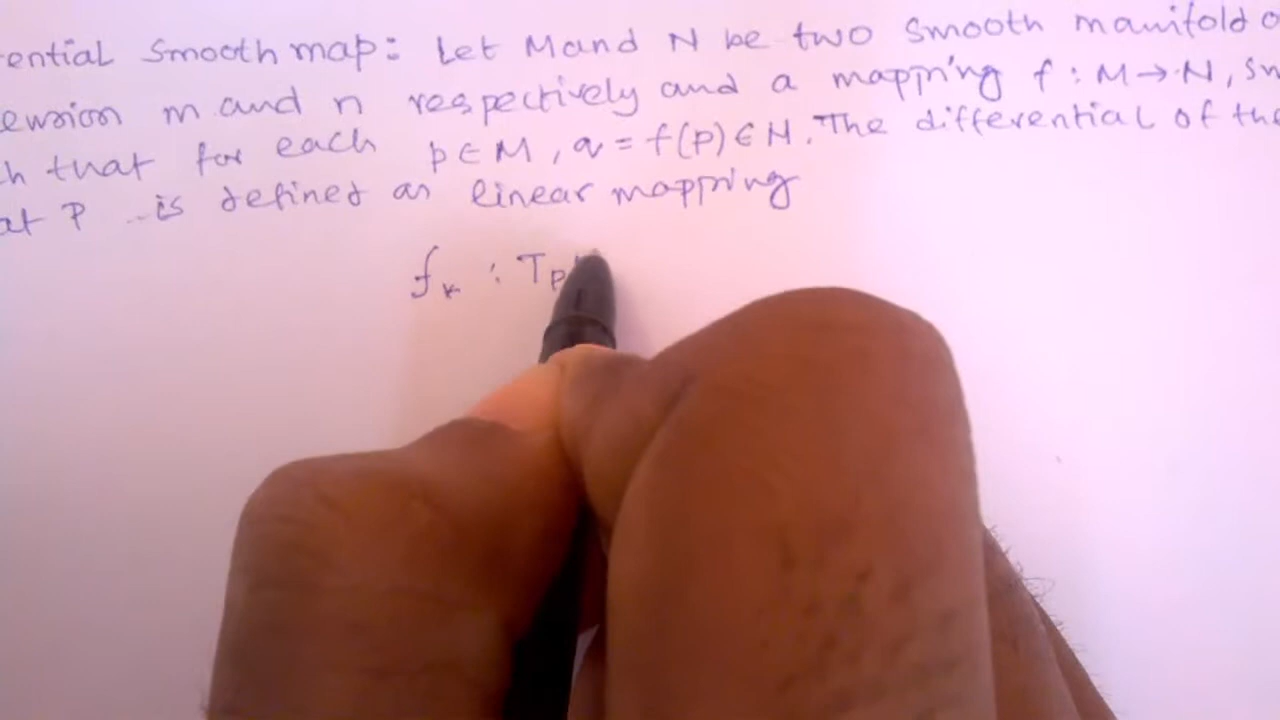 ential Smooth map: Let M and N be two smooth manifold o
ension m and n respectively and a mapping f : M → N, Sm
ch that for each p ∈ M, q = f(p) ∈ N. The differential of the
at P is defined as linear mapping
f* : Tp